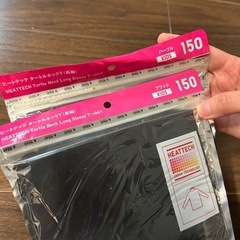 ヒートテック タートルネックT(長袖)
HEATTECH Turtle Neck Long Sleeve T-shirt
パープル
KIDS
150
ヒートテック タートルネックT(長袖)
HEATTECH Turtle Neck Long Sleeve T-shirt
ブラック
KIDS
150
HEATTECH